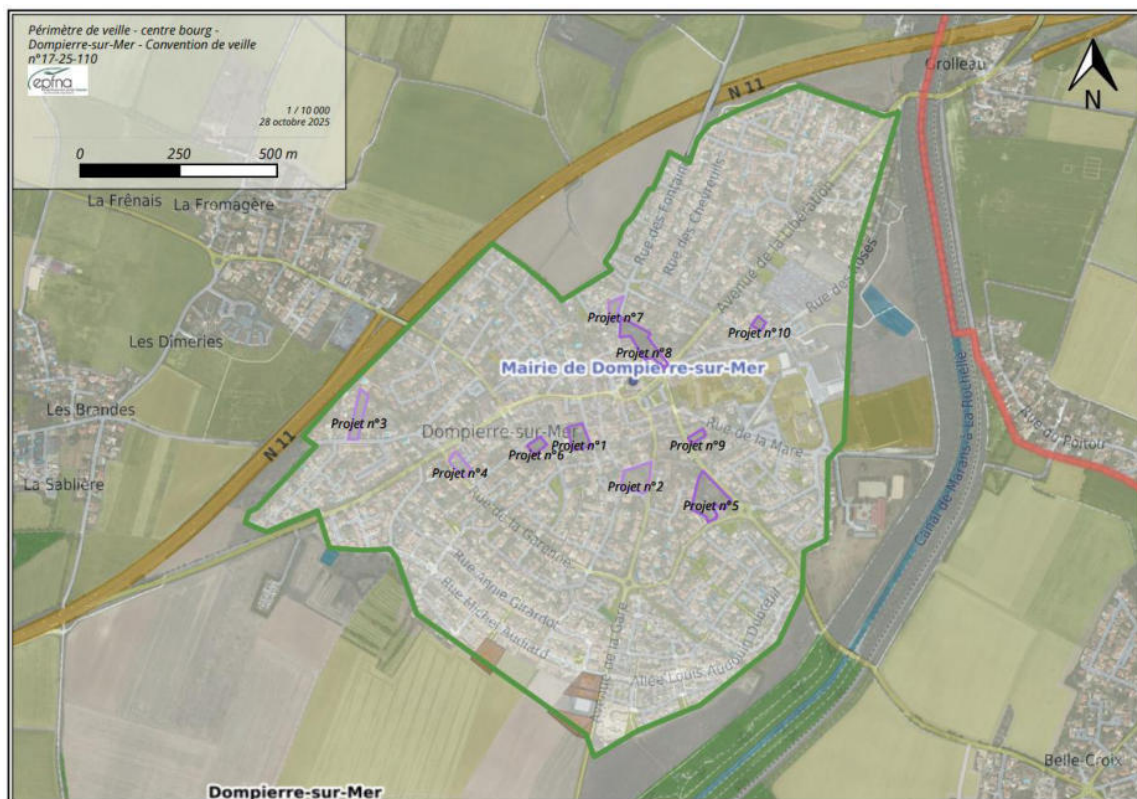 Périmètre de veille - centre bourg -
Dompierre-sur-Mer - Convention de veille
n°17-25-110
epfna
1 / 10 000
28 octobre 2025
0 250 500 m
N
Grolleau
N 11
La Frênais
La Fromagère
Rue des Fontain
Rue des Chevreuils
Avenue de la Libération
Rue des Roses
Les Dimeries
Projet n°7
Projet n°10
Projet n°8
Mairie de Dompierre-sur-Mer
Les Brandes
Projet n°3
Dompierre-sur-Mer
Projet n°1
Projet n°6
Projet n°9
Rue de la Mare
Rue du Poitou
N 11
Projet n°4
Projet n°2
Projet n°5
La Sablière
Canal de Marans à La Rochelle
Rue de la Garenne
Rue Annie Girardot
Rue Michel Audiard
Avenue de la Gare
Allée Louis Audouin Dubreuil
Belle-Croix
Dompierre-sur-Mer